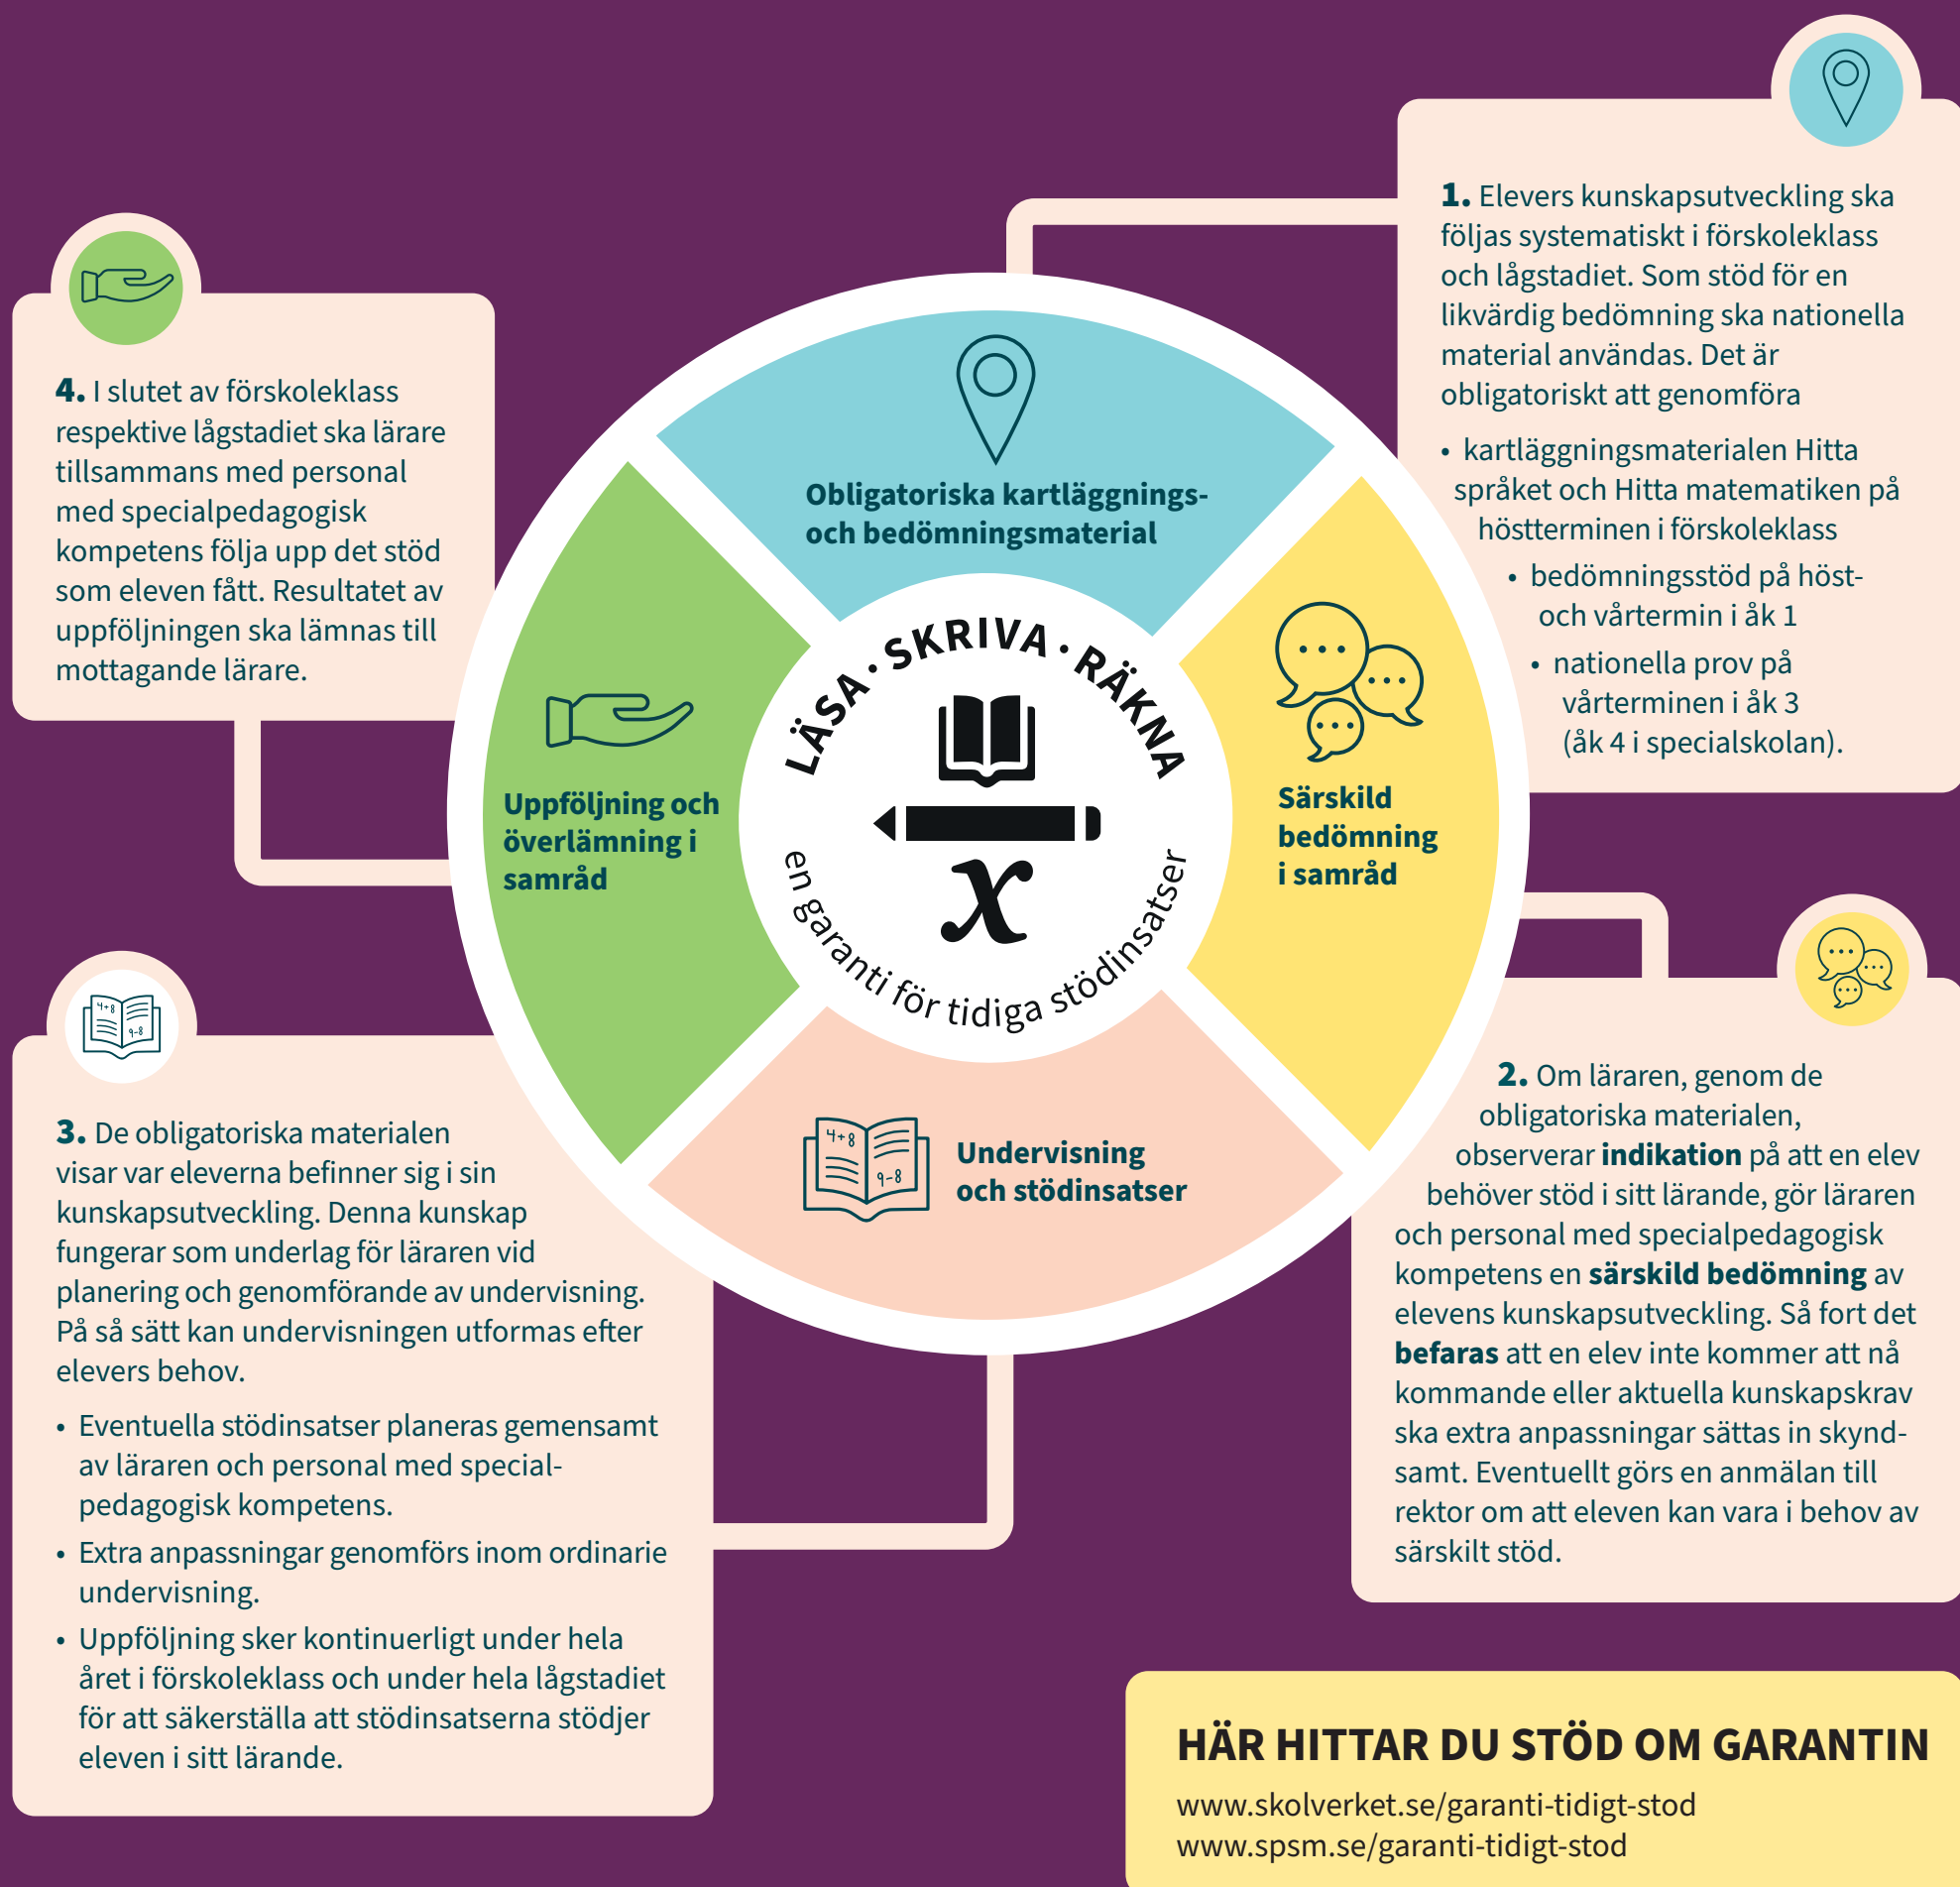 1. Elevers kunskapsutveckling ska
följas systematiskt i förskoleklass
och lågstadiet. Som stöd för en
likvärdig bedömning ska nationella
material användas. Det är
obligatoriskt att genomföra
• kartläggningsmaterialen Hitta
språket och Hitta matematiken på
höstterminen i förskoleklass
• bedömningsstöd på höst-
och vårtermin i åk 1
• nationella prov på
vårterminen i åk 3
(åk 4 i specialskolan).
4. I slutet av förskoleklass
respektive lågstadiet ska lärare
tillsammans med personal
med specialpedagogisk
kompetens följa upp det stöd
som eleven fått. Resultatet av
uppföljningen ska lämnas till
mottagande lärare.
Obligatoriska kartläggnings-
och bedömningsmaterial
LÄSA · SKRIVA · RÄKNA
x
en garanti för tidiga stödinsatser
Uppföljning och
överlämning i
samråd
Särskild
bedömning
i samråd
4+8
9-8
Undervisning
och stödinsatser
4+8
9-8
3. De obligatoriska materialen
visar var eleverna befinner sig i sin
kunskapsutveckling. Denna kunskap
fungerar som underlag för läraren vid
planering och genomförande av undervisning.
På så sätt kan undervisningen utformas efter
elevers behov.
• Eventuella stödinsatser planeras gemensamt
av läraren och personal med special-
pedagogisk kompetens.
• Extra anpassningar genomförs inom ordinarie
undervisning.
• Uppföljning sker kontinuerligt under hela
året i förskoleklass och under hela lågstadiet
för att säkerställa att stödinsatserna stödjer
eleven i sitt lärande.
2. Om läraren, genom de
obligatoriska materialen,
observerar indikation på att en elev
behöver stöd i sitt lärande, gör läraren
och personal med specialpedagogisk
kompetens en särskild bedömning av
elevens kunskapsutveckling. Så fort det
befaras att en elev inte kommer att nå
kommande eller aktuella kunskapskrav
ska extra anpassningar sättas in skynd-
samt. Eventuellt görs en anmälan till
rektor om att eleven kan vara i behov av
särskilt stöd.
HÄR HITTAR DU STÖD OM GARANTIN
www.skolverket.se/garanti-tidigt-stod
www.spsm.se/garanti-tidigt-stod